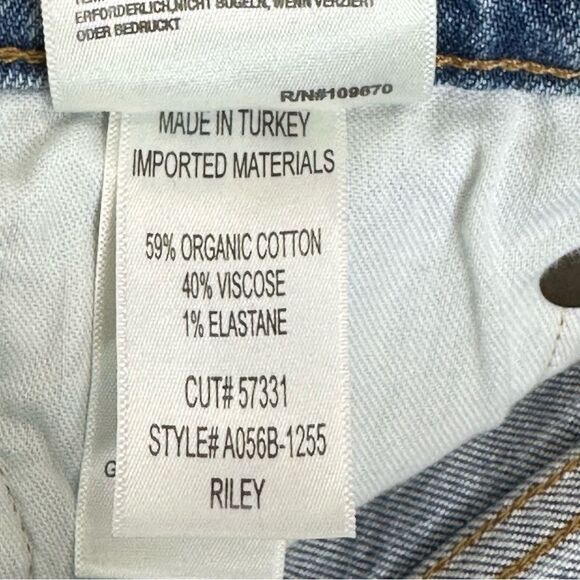 ERFORDERLICH,NICHT BÜGELN, WENN VERZIERT
ODER BEDRUCKT
R/N#109670
MADE IN TURKEY
IMPORTED MATERIALS
59% ORGANIC COTTON
40% VISCOSE
1% ELASTANE
CUT# 57331
STYLE# A056B-1255
RILEY
G